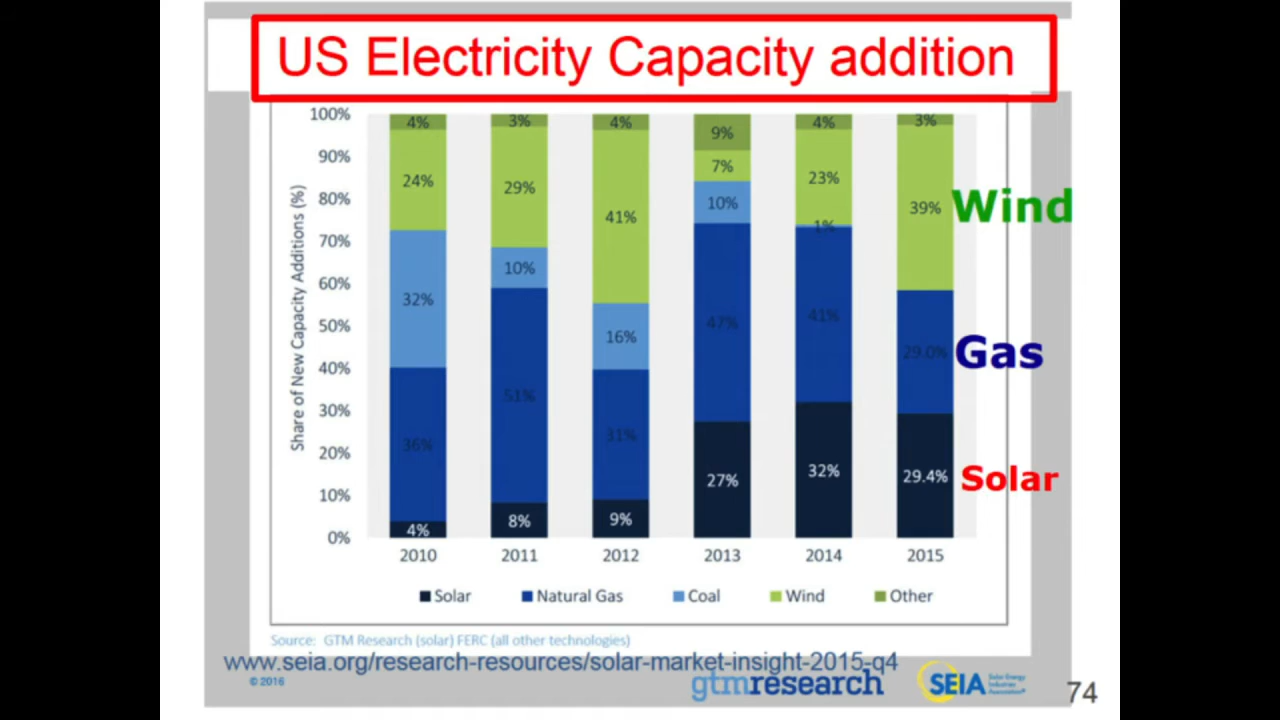 US Electricity Capacity addition
Share of New Capacity Additions (%)
100%
90%
80%
70%
60%
50%
40%
30%
20%
10%
0%
4% 3% 4% 9% 4% 3%
24% 29% 41% 7% 23% 39%
32% 10% 16% 10% 1%
36% 51% 31% 47% 41% 29.0%
4% 8% 9% 27% 32% 29.4%
Wind
Gas
Solar
2010 2011 2012 2013 2014 2015
Solar Natural Gas Coal Wind Other
Source: GTM Research (solar) FERC (all other technologies)
www.seia.org/research-resources/solar-market-insight-2015-q4
© 2016
gtmresearch
SEIA Solar Energy
Industries
Association®
74